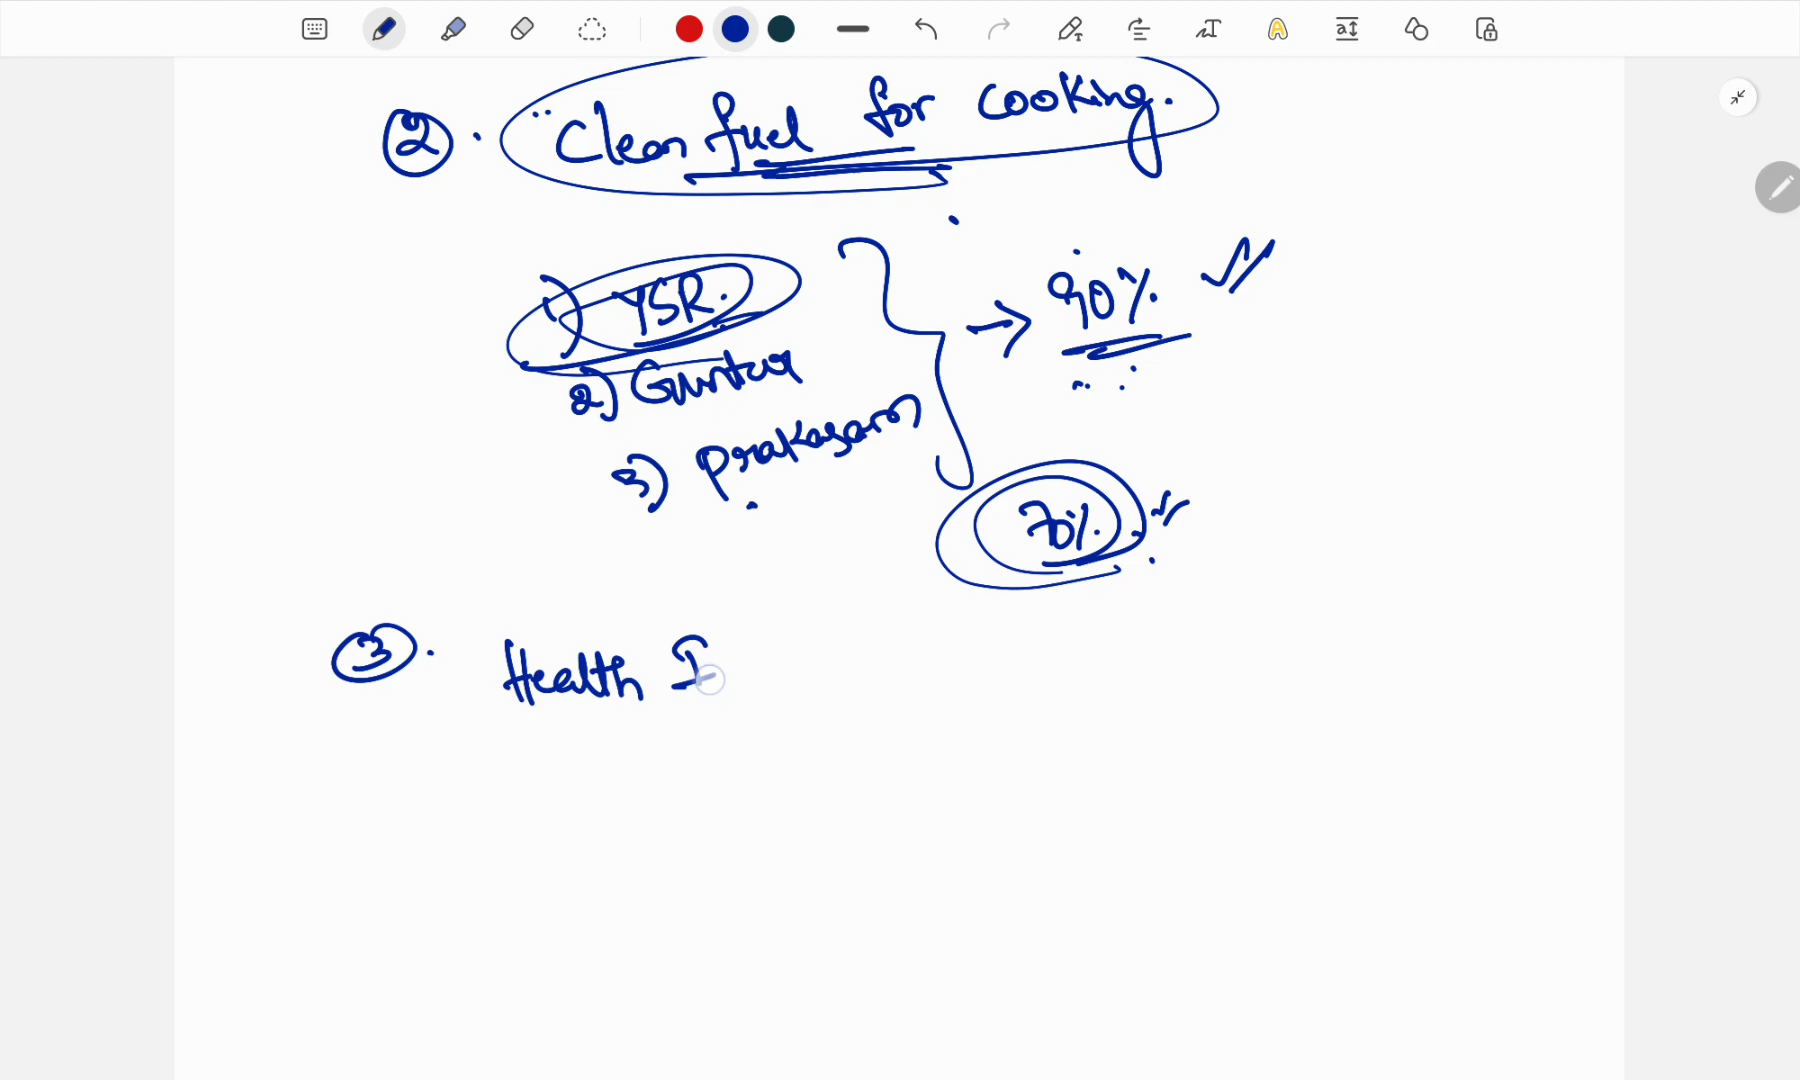 2. Clean fuel for cooking.
1) YSR. → 90%
2) Guntur
3) Prakasam
70%
3. Health I